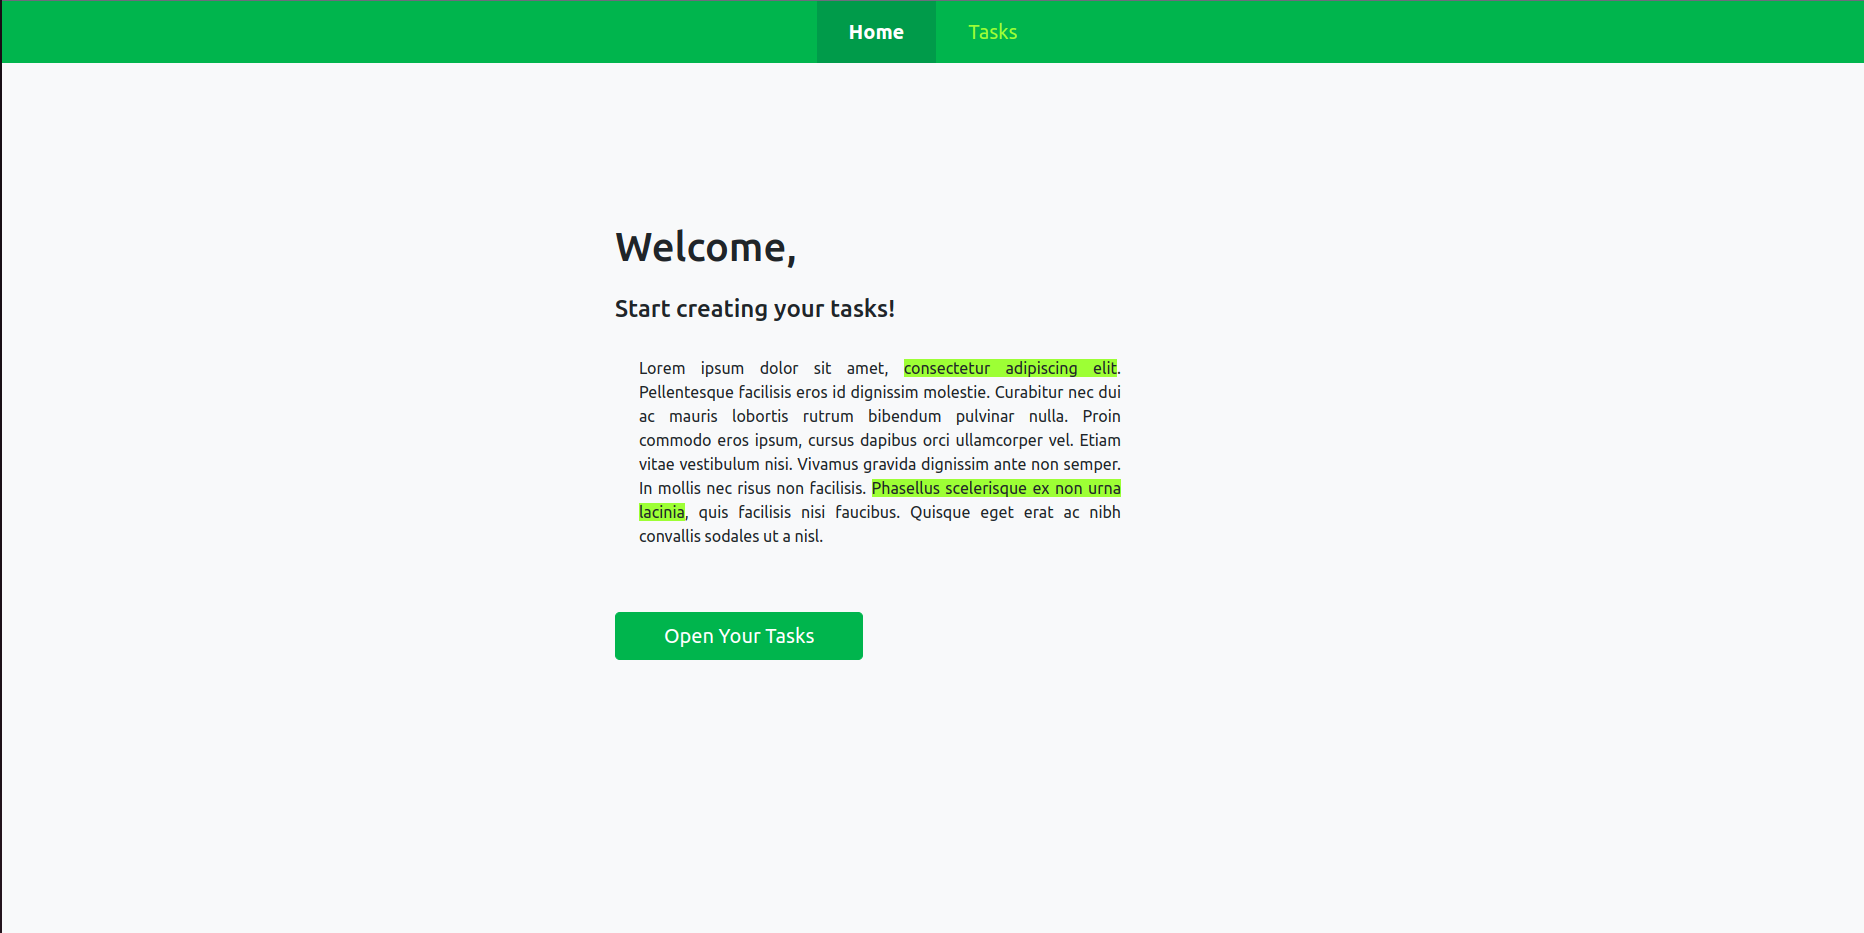 Home Tasks
Welcome,
Start creating your tasks!
Lorem ipsum dolor sit amet, consectetur adipiscing elit.
Pellentesque facilisis eros id dignissim molestie. Curabitur nec dui
ac mauris lobortis rutrum bibendum pulvinar nulla. Proin
commodo eros ipsum, cursus dapibus orci ullamcorper vel. Etiam
vitae vestibulum nisi. Vivamus gravida dignissim ante non semper.
In mollis nec risus non facilisis. Phasellus scelerisque ex non urna
lacinia, quis facilisis nisi faucibus. Quisque eget erat ac nibh
convallis sodales ut a nisl.
Open Your Tasks